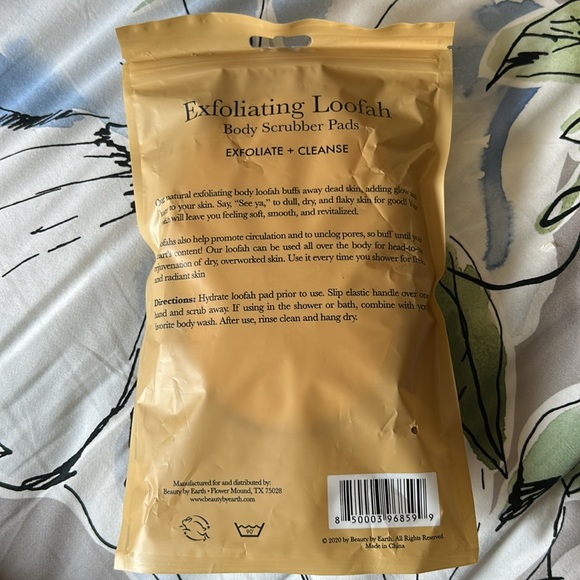 Exfoliating Loofah
Body Scrubber Pads
EXFOLIATE + CLEANSE
natural exfoliating body loofah buffs away dead skin, adding glow
to your skin. Say, "See ya," to dull, dry, and flaky skin for good!
will leave you feeling soft, smooth, and revitalized.
also help promote circulation and to unclog pores, so buff until
content! Our loofah can be used all over the body for head-to-
rejuvenation of dry, overworked skin. Use it every time you shower for
and radiant skin
Directions: Hydrate loofah pad prior to use. Slip elastic handle over
hand and scrub away. If using in the shower or bath, combine with
favorite body wash. After use, rinse clean and hang dry.
Manufactured for and distributed by:
Beauty by Earth • Flower Mound, TX 75028
www.beautybyearth.com
90°
8 50003 96859 9
© 2020 by Beauty by Earth. All Rights Reserved.
Made in China